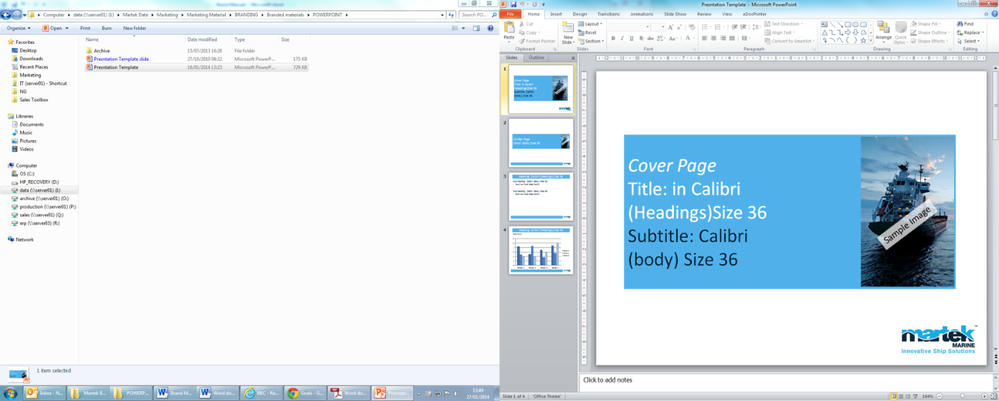 Computer data (\\server01) (I:) Martek Data Marketing Marketing Material BRANDING Branded materials POWERPOINT
Search PO...
Organize Open Print Burn New folder
Favorites
Desktop
Downloads
Recent Places
Marketing
IT (server01) - Shortcut
NG
Sales Toolbox
Libraries
Documents
Music
Pictures
Videos
Computer
OS (C:)
HP_RECOVERY (D:)
data (\\server01) (I:)
archive (\\server01) (O:)
production (\\server01) (P:)
sales (\\server01) (Q:)
erp (\\server03) (R:)
Network
Name Date modified Type Size
Archive 15/07/2013 16:28 File folder
Presntation Template slide 27/10/2010 08:32 Microsoft PowerP... 175 KB
Presntation Template 16/01/2014 13:23 Microsoft PowerP... 729 KB
1 item selected
Inbox - N... Martek B... POWERP... Brand M... Word do... BBC - Ra... Goals - G... Word do... Presntati...
13:49
27/01/2014
Presntation Template - Microsoft PowerPoint
File Home Insert Design Transitions Animations Slide Show Review View eDocPrinter
Paste
Cut
Copy
Format Painter
Clipboard
New
Slide
Layout
Reset
Section
Slides
Font
Text Direction
Align Text
Convert to SmartArt
Paragraph
Arrange
Quick
Styles
Shape Fill
Shape Outline
Shape Effects
Drawing
Find
Replace
Select
Editing
Slides Outline
1
Cover Page
Title: in Calibri
(Headings)Size 36
Subtitle: Calibri
(body) Size 36
2
Calibri (Body) Size 36
3
Heading: Calibri (Headings) Size 36
4
Heading: Calibri (Headings) Size 36
Cover Page
Title: in Calibri
(Headings)Size 36
Subtitle: Calibri
(body) Size 36
Sample Image
martek
MARINE
Innovative Ship Solutions
Click to add notes
Slide 1 of 4 "Office Theme" 104%